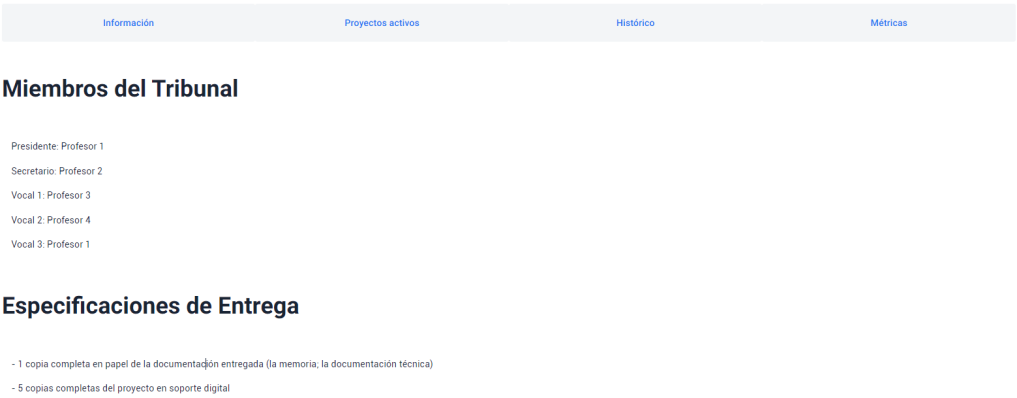 Información Proyectos activos Histórico Métricas
Miembros del Tribunal
Presidente: Profesor 1
Secretario: Profesor 2
Vocal 1: Profesor 3
Vocal 2: Profesor 4
Vocal 3: Profesor 1
Especificaciones de Entrega
- 1 copia completa en papel de la documentación entregada (la memoria; la documentación técnica)
- 5 copias completas del proyecto en soporte digital